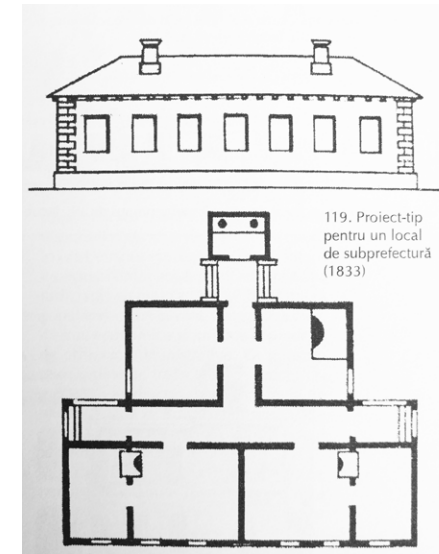 119. Proiect-tip
pentru un local
de subprefectură
(1833)